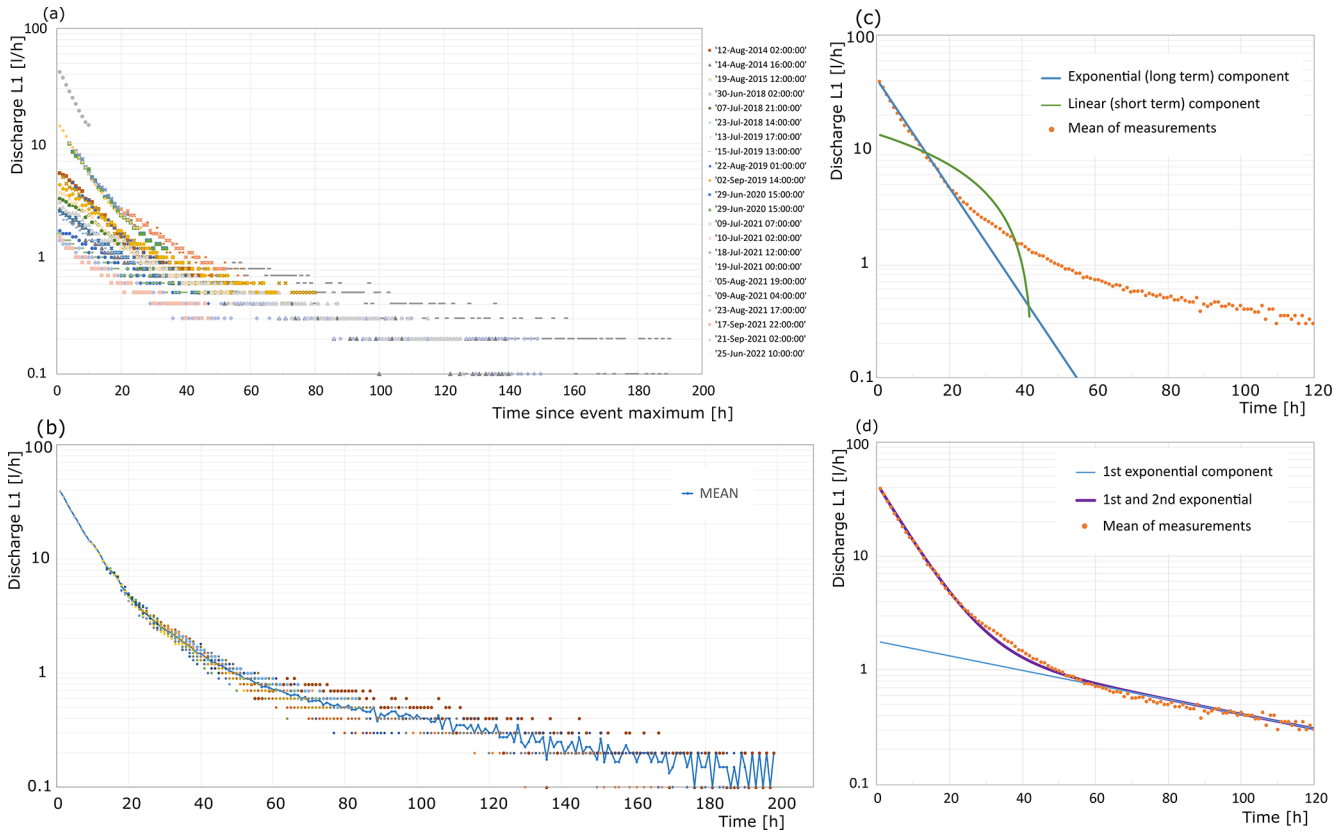 (a)
Discharge L1 [l/h]
100
10
1
0.1
0 20 40 60 80 100 120 140 160 180 200
Time since event maximum [h]
'12-Aug-2014 02:00:00'
'14-Aug-2014 16:00:00'
'19-Aug-2015 12:00:00'
'30-Jun-2018 02:00:00'
'07-Jul-2018 21:00:00'
'23-Jul-2018 14:00:00'
'13-Jul-2019 17:00:00'
'15-Jul-2019 13:00:00'
'22-Aug-2019 01:00:00'
'02-Sep-2019 14:00:00'
'29-Jun-2020 15:00:00'
'29-Jun-2020 15:00:00'
'09-Jul-2021 07:00:00'
'10-Jul-2021 02:00:00'
'18-Jul-2021 12:00:00'
'19-Jul-2021 00:00:00'
'05-Aug-2021 19:00:00'
'09-Aug-2021 04:00:00'
'23-Aug-2021 17:00:00'
'17-Sep-2021 22:00:00'
'21-Sep-2021 02:00:00'
'25-Jun-2022 10:00:00'
(b)
Discharge L1 [l/h]
100
10
1
0.1
MEAN
0 20 40 60 80 100 120 140 160 180 200
Time [h]
(c)
Discharge L1 [l/h]
100
10
1
0.1
Exponential (long term) component
Linear (short term) component
Mean of measurements
0 20 40 60 80 100 120
Time [h]
(d)
Discharge L1 [l/h]
100
10
1
0.1
1st exponential component
1st and 2nd exponential
Mean of measurements
0 20 40 60 80 100 120
Time [h]